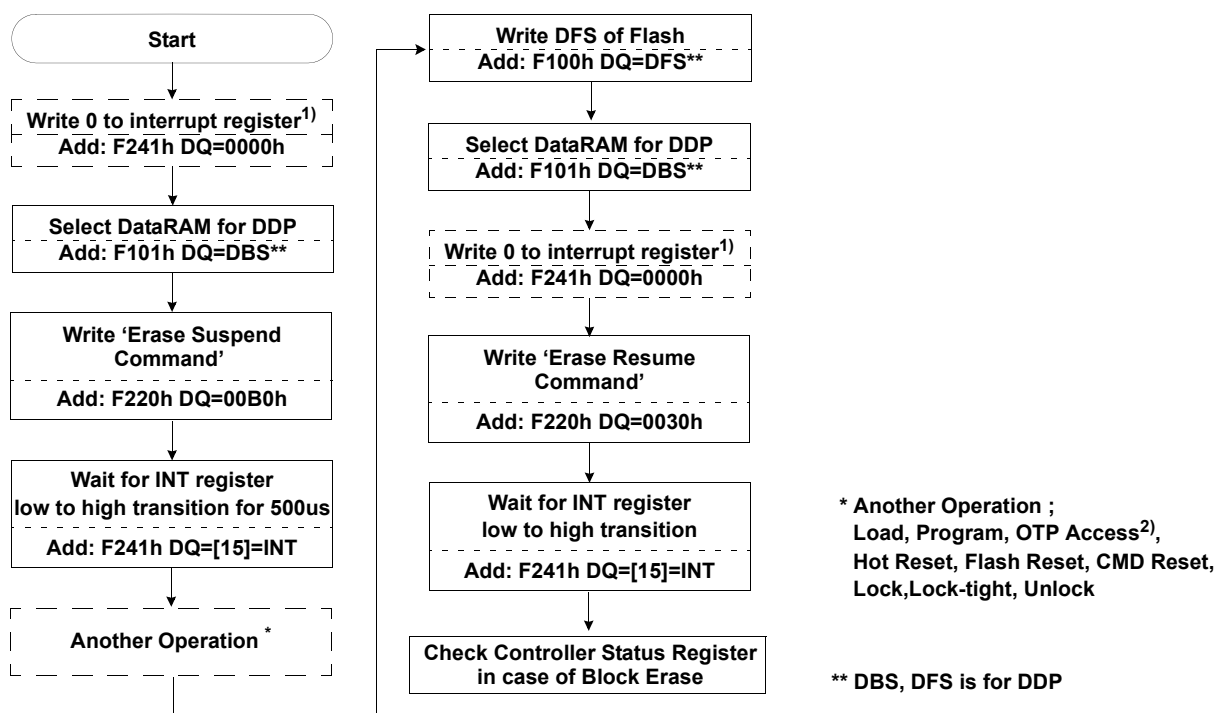 Start
Write 0 to interrupt register1)
Add: F241h DQ=0000h
Select DataRAM for DDP
Add: F101h DQ=DBS**
Write ‘Erase Suspend
Command’
Add: F220h DQ=00B0h
Wait for INT register
low to high transition for 500us
Add: F241h DQ=[15]=INT
Another Operation *
Write DFS of Flash
Add: F100h DQ=DFS**
Select DataRAM for DDP
Add: F101h DQ=DBS**
Write 0 to interrupt register1)
Add: F241h DQ=0000h
Write ‘Erase Resume
Command’
Add: F220h DQ=0030h
Wait for INT register
low to high transition
Add: F241h DQ=[15]=INT
Check Controller Status Register
in case of Block Erase
* Another Operation ;
Load, Program, OTP Access2),
Hot Reset, Flash Reset, CMD Reset,
Lock,Lock-tight, Unlock
** DBS, DFS is for DDP